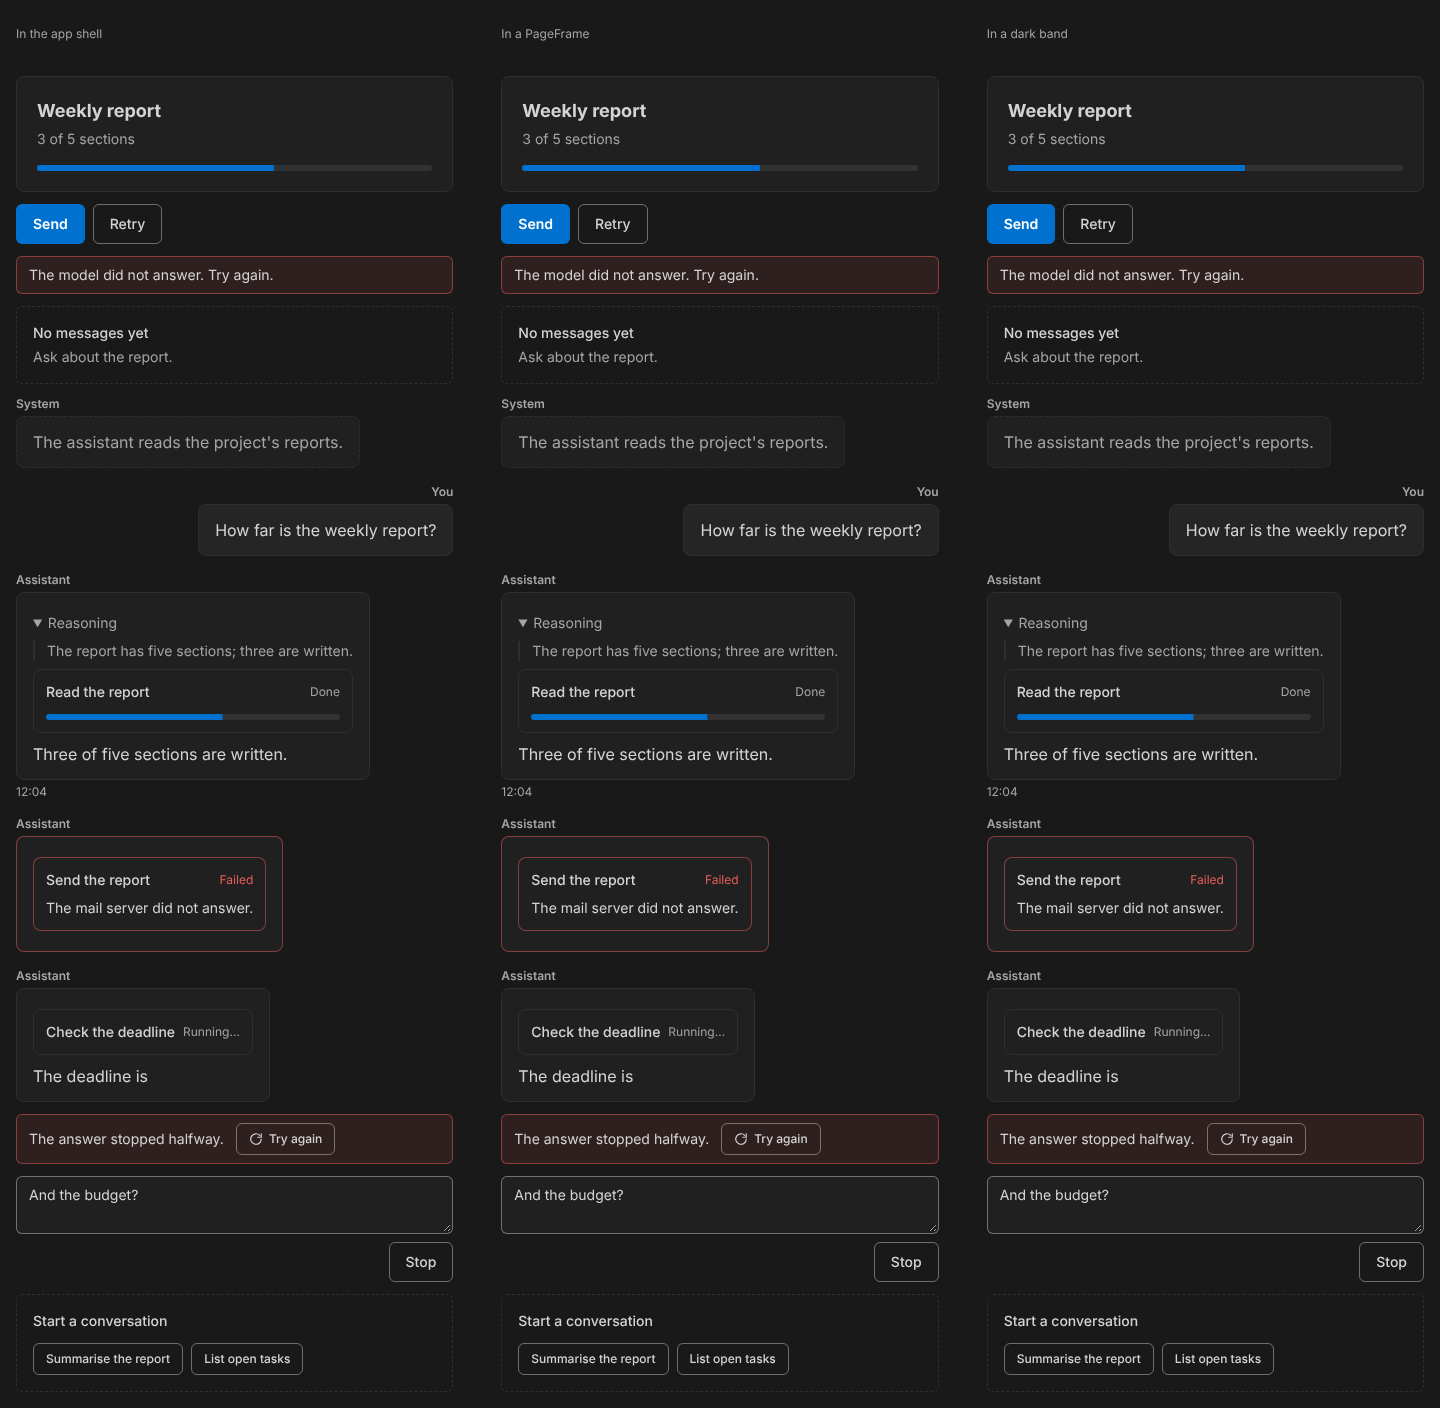 In the app shell
Weekly report
3 of 5 sections
Send
Retry
The model did not answer. Try again.
No messages yet
Ask about the report.
System
The assistant reads the project's reports.
You
How far is the weekly report?
Assistant
Reasoning
The report has five sections; three are written.
Read the report
Done
Three of five sections are written.
12:04
Assistant
Send the report
Failed
The mail server did not answer.
Assistant
Check the deadline
Running...
The deadline is
The answer stopped halfway.
Try again
And the budget?
Stop
Start a conversation
Summarise the report
List open tasks
In a PageFrame
Weekly report
3 of 5 sections
Send
Retry
The model did not answer. Try again.
No messages yet
Ask about the report.
System
The assistant reads the project's reports.
You
How far is the weekly report?
Assistant
Reasoning
The report has five sections; three are written.
Read the report
Done
Three of five sections are written.
12:04
Assistant
Send the report
Failed
The mail server did not answer.
Assistant
Check the deadline
Running...
The deadline is
The answer stopped halfway.
Try again
And the budget?
Stop
Start a conversation
Summarise the report
List open tasks
In a dark band
Weekly report
3 of 5 sections
Send
Retry
The model did not answer. Try again.
No messages yet
Ask about the report.
System
The assistant reads the project's reports.
You
How far is the weekly report?
Assistant
Reasoning
The report has five sections; three are written.
Read the report
Done
Three of five sections are written.
12:04
Assistant
Send the report
Failed
The mail server did not answer.
Assistant
Check the deadline
Running...
The deadline is
The answer stopped halfway.
Try again
And the budget?
Stop
Start a conversation
Summarise the report
List open tasks